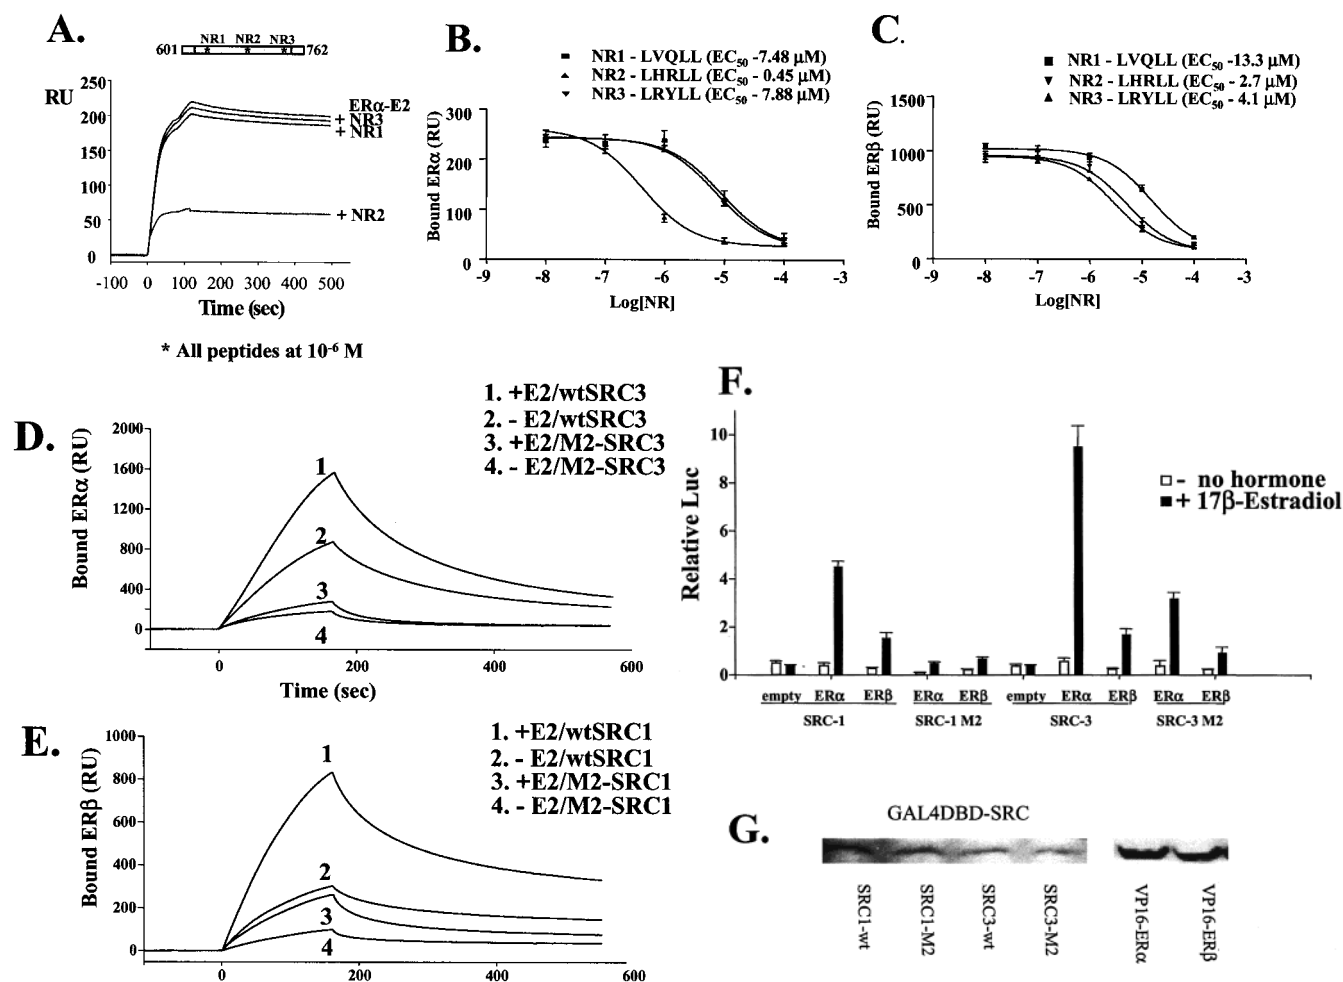 A.
NR1 NR2 NR3
601 * * * 762
RU
250
200
150
100
50
0
ERα-E2
+ NR3
+ NR1
+ NR2
-100 0 100 200 300 400 500
Time (sec)
* All peptides at 10⁻⁶ M
B.
NR1 - LVQLL (EC₅₀ -7.48 μM)
NR2 - LHRLL (EC₅₀ - 0.45 μM)
NR3 - LRYLL (EC₅₀ - 7.88 μM)
Bound ERα (RU)
300
200
100
0
-9 -8 -7 -6 -5 -4 -3
Log[NR]
C.
NR1 - LVQLL (EC₅₀ -13.3 μM)
NR2 - LHRLL (EC₅₀ - 2.7 μM)
NR3 - LRYLL (EC₅₀ - 4.1 μM)
Bound ERβ (RU)
1500
1000
500
0
-9 -8 -7 -6 -5 -4 -3
Log[NR]
D.
1. +E2/wtSRC3
2. - E2/wtSRC3
3. +E2/M2-SRC3
4. - E2/M2-SRC3
Bound ERα (RU)
2000
1600
1200
800
400
0
1
2
3
4
0 200 400 600
Time (sec)
E.
1. +E2/wtSRC1
2. - E2/wtSRC1
3. +E2/M2-SRC1
4. - E2/M2-SRC1
Bound ERβ (RU)
1000
800
600
400
200
0
1
2
3
4
0 200 400 600
Time (sec)
F.
Relative Luc
10
8
6
4
2
0
- no hormone
+ 17β-Estradiol
empty ERα ERβ ERα ERβ empty ERα ERβ ERα ERβ
SRC-1 SRC-1 M2 SRC-3 SRC-3 M2
G.
GAL4DBD-SRC
SRC1-wt
SRC1-M2
SRC3-wt
SRC3-M2
VP16-ERα
VP16-ERβ